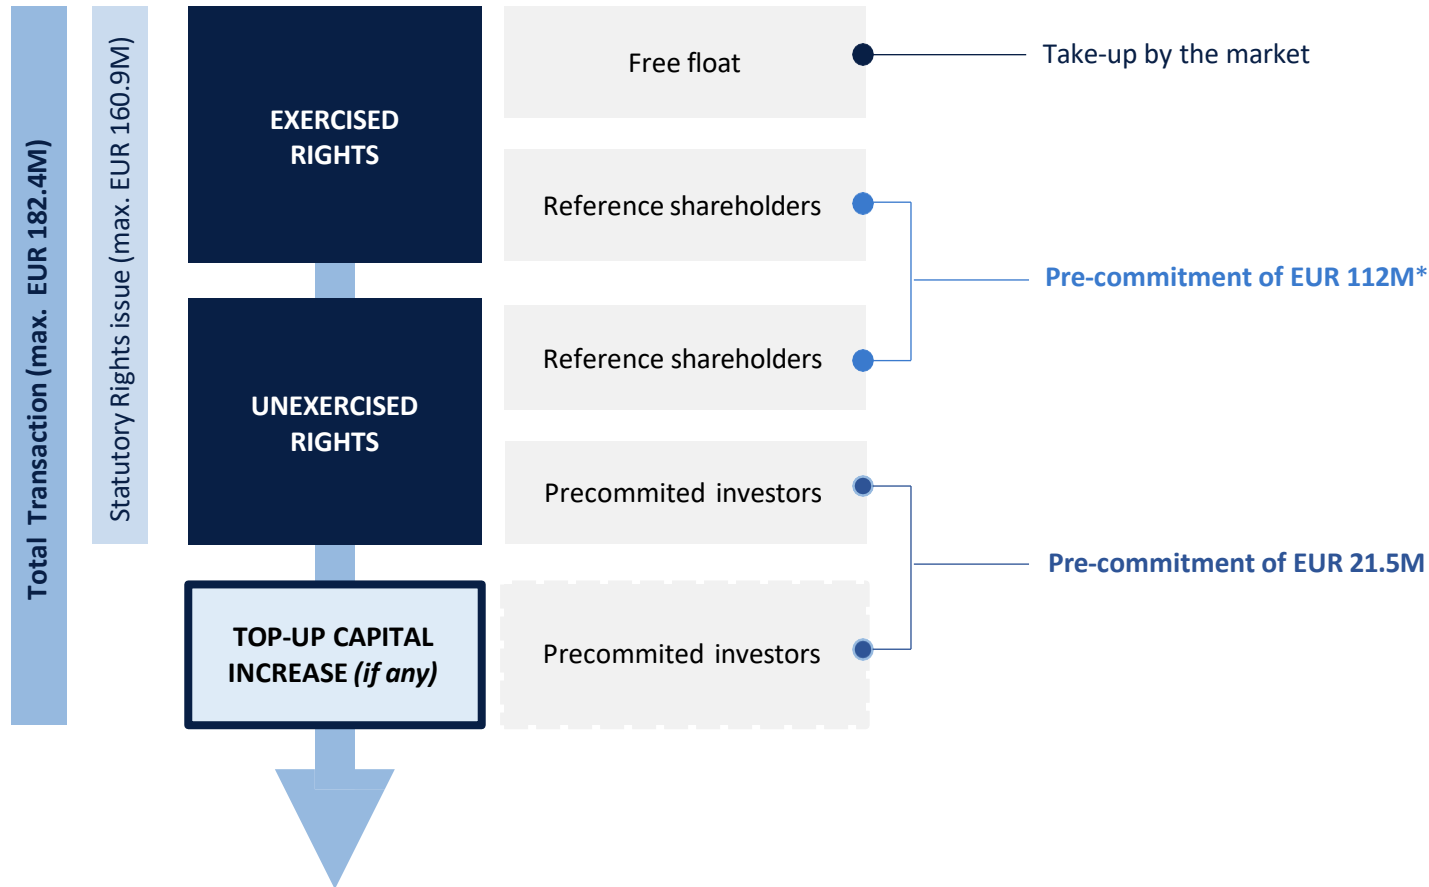 Total Transaction (max. EUR 182.4M)
Statutory Rights issue (max. EUR 160.9M)
EXERCISED
RIGHTS
Free float
Take-up by the market
Reference shareholders
Pre-commitment of EUR 112M*
UNEXERCISED
RIGHTS
Reference shareholders
Precommited investors
Pre-commitment of EUR 21.5M
TOP-UP CAPITAL
INCREASE (if any)
Precommited investors